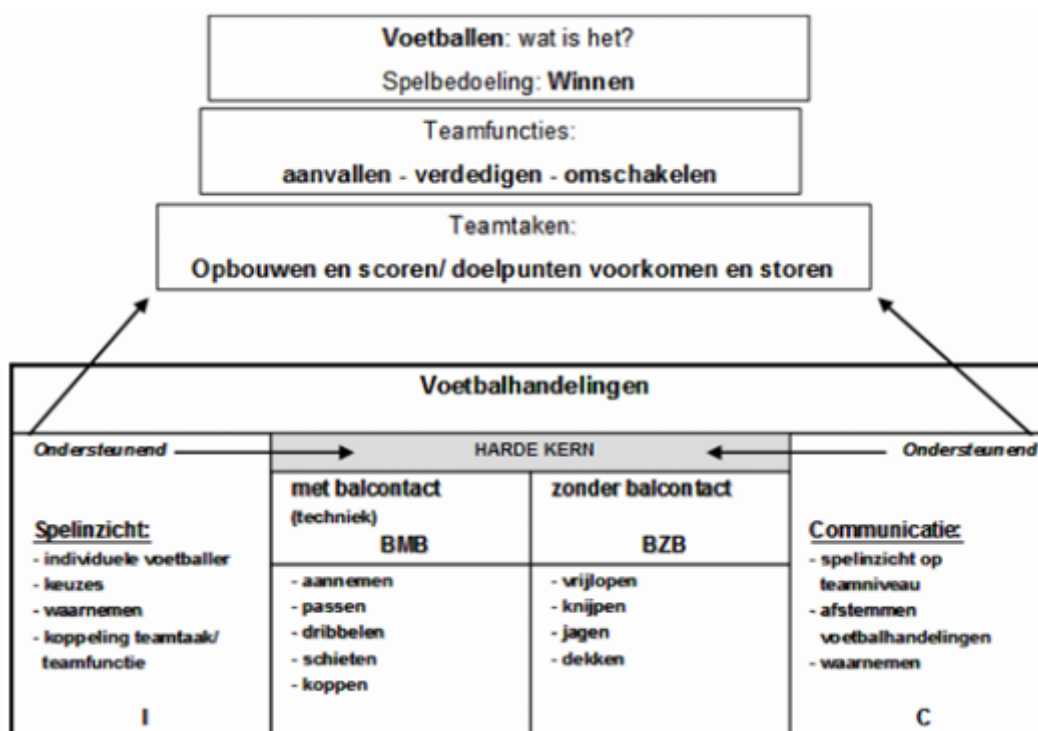 Voetballen: wat is het?
Spelbedoeling: Winnen
Teamfuncties:
aanvallen - verdedigen - omschakelen
Teamtaken:
Opbouwen en scoren/ doelpunten voorkomen en storen
Voetbalhandelingen
Ondersteunend
HARDE KERN
Ondersteunend
Spelinzicht:
- individuele voetballer
- keuzes
- waarnemen
- koppeling teamtaak/
teamfunctie
I
met balcontact
(techniek)
BMB
- aannemen
- passen
- dribbelen
- schieten
- koppen
zonder balcontact
BZB
- vrijlopen
- knijpen
- jagen
- dekken
Communicatie:
- spelinzicht op
teamniveau
- afstemmen
voetbalhandelingen
- waarnemen
C